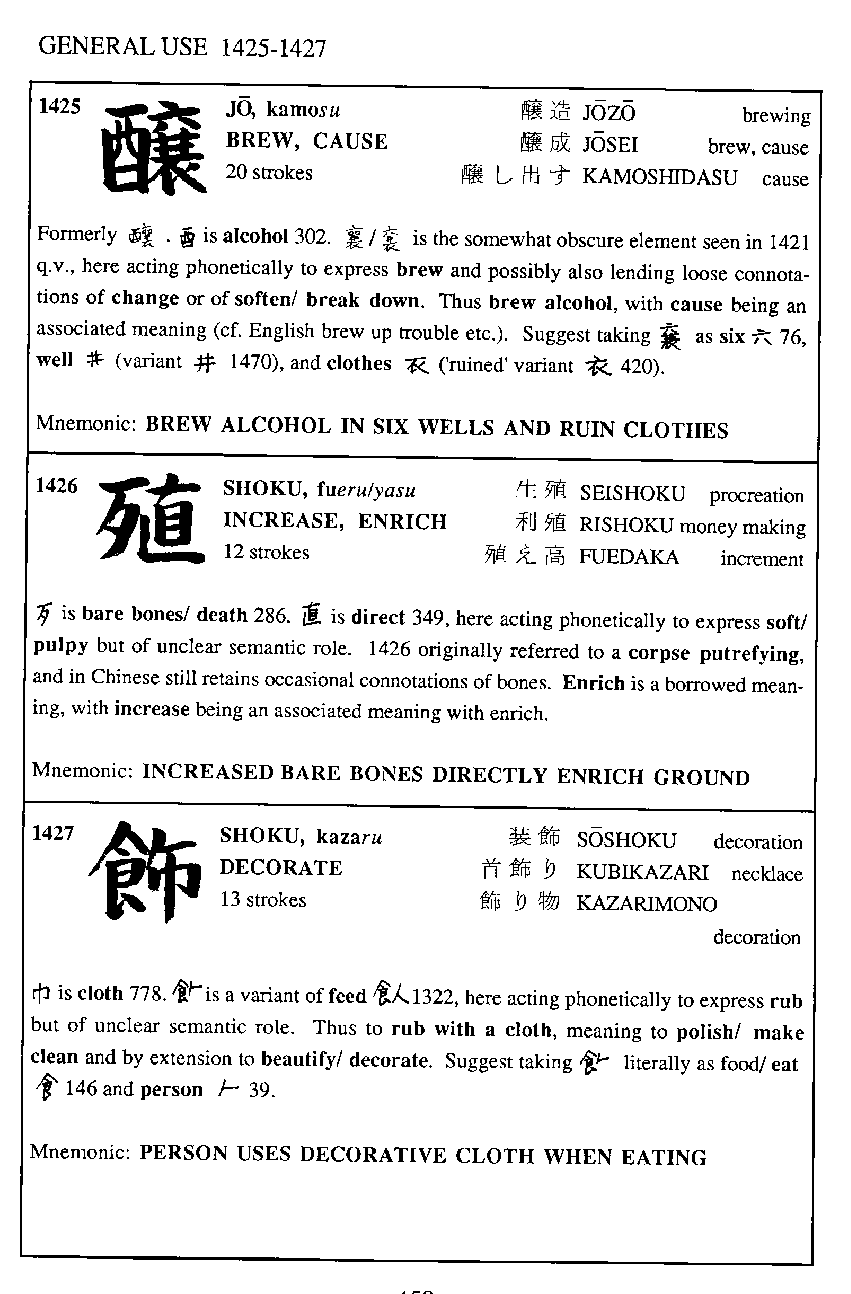 GENERAL USE 1425-1427
1425 醸 JŌ, kamosu 醸造 JŌZŌ brewing
BREW, CAUSE 醸成 JŌSEI brew, cause
20 strokes 醸し出す KAMOSHIDASU cause
Formerly 釀. 酉 is alcohol 302. 襄/㐮 is the somewhat obscure element seen in 1421
q.v., here acting phonetically to express brew and possibly also lending loose connota-
tions of change or of soften/ break down. Thus brew alcohol, with cause being an
associated meaning (cf. English brew up trouble etc.). Suggest taking 㐮 as six 六 76,
well (variant 井 1470), and clothes ('ruined' variant 衣 420).
Mnemonic: BREW ALCOHOL IN SIX WELLS AND RUIN CLOTHES
1426 殖 SHOKU, fueru/yasu 生殖 SEISHOKU procreation
INCREASE, ENRICH 利殖 RISHOKU money making
12 strokes 殖え高 FUEDAKA increment
歹 is bare bones/ death 286. 直 is direct 349, here acting phonetically to express soft/
pulpy but of unclear semantic role. 1426 originally referred to a corpse putrefying,
and in Chinese still retains occasional connotations of bones. Enrich is a borrowed mean-
ing, with increase being an associated meaning with enrich.
Mnemonic: INCREASED BARE BONES DIRECTLY ENRICH GROUND
1427 飾 SHOKU, kazaru 装飾 SŌSHOKU decoration
DECORATE 首飾り KUBIKAZARI necklace
13 strokes 飾り物 KAZARIMONO
decoration
巾 is cloth 778. 𠂉 is a variant of feed 飤 1322, here acting phonetically to express rub
but of unclear semantic role. Thus to rub with a cloth, meaning to polish/ make
clean and by extension to beautify/ decorate. Suggest taking literally as food/ eat
食 146 and person 𠂉 39.
Mnemonic: PERSON USES DECORATIVE CLOTH WHEN EATING